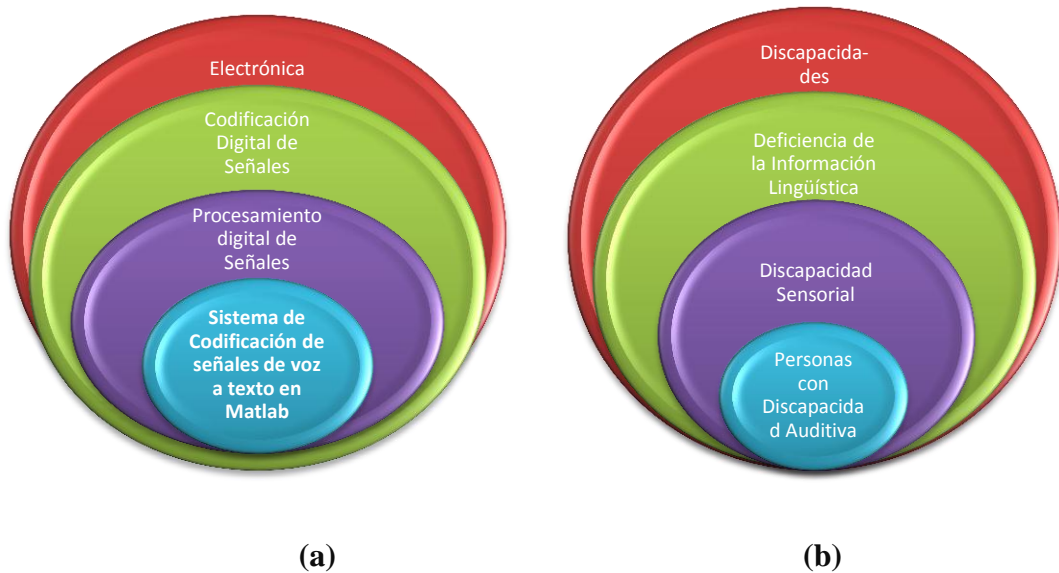 Electrónica
Codificación
Digital de
Señales
Procesamiento
digital de
Señales
Sistema de
Codificación de
señales de voz
a texto en
Matlab
(a)
Discapacida-
des
Deficiencia de
la Información
Lingüística
Discapacidad
Sensorial
Personas
con
Discapacida
d Auditiva
(b)